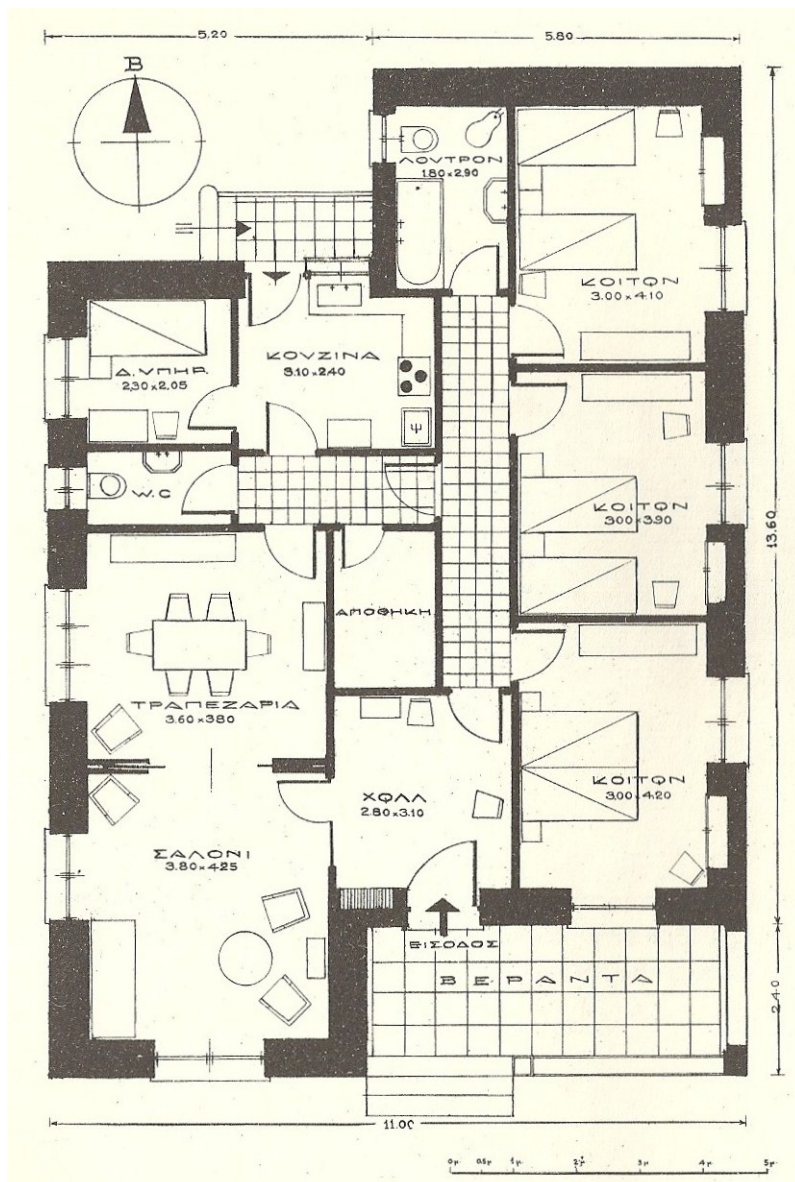 5.20
5.80
Β
ΛΟΥΤΡΟΝ
1.80×2.90
ΚΟΙΤΩΝ
3.00×4.10
ΚΟΥΖΙΝΑ
3.10×2.40
Δ.ΥΠΗΡ.
2,30×2,05
Ψ
W.C
ΚΟΙΤΩΝ
3.00×3.90
13.60
ΑΠΟΘΗΚΗ
ΤΡΑΠΕΖΑΡΙΑ
3.60×3.80
ΧΩΛΛ
2.80×3.10
ΚΟΙΤΩΝ
3.00×4.20
ΣΑΛΟΝΙ
3.80×4.25
ΕΙΣΟΔΟΣ
ΒΕΡΑΝΤΑ
2.40
11.00
0μ 0.5μ 1μ 2μ 3μ 4μ 5μ